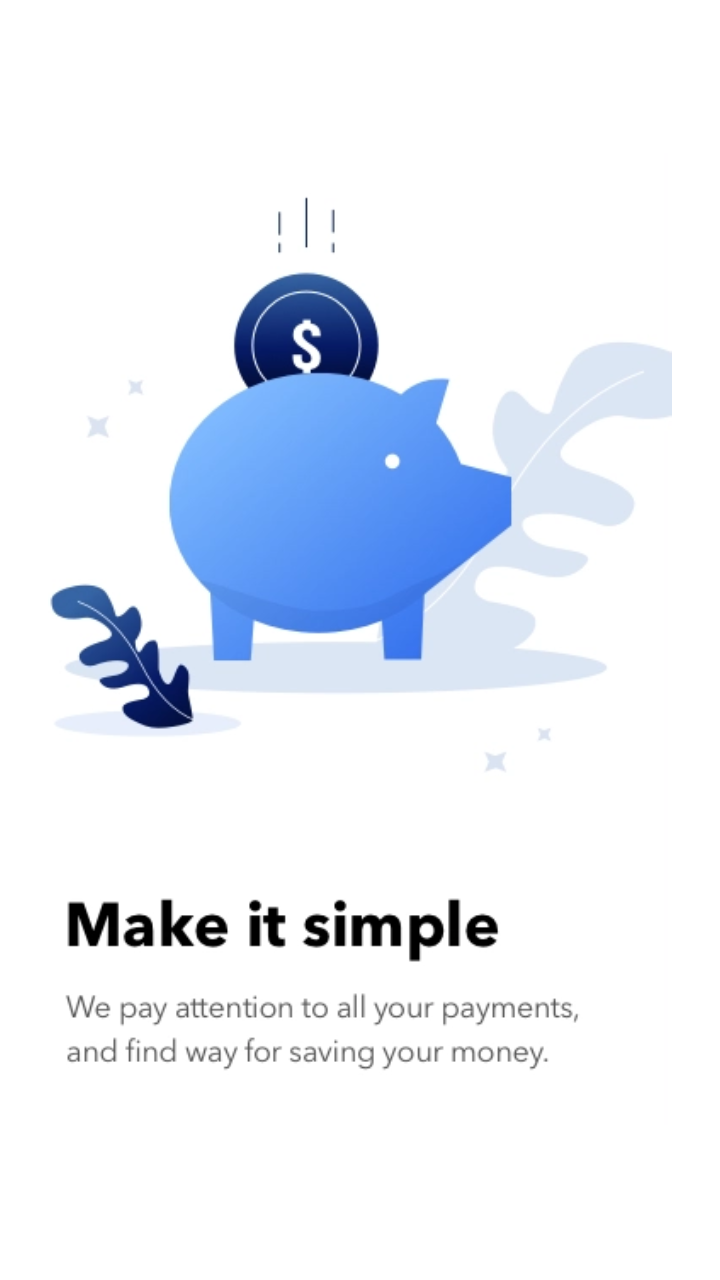 $
Make it simple
We pay attention to all your payments,
and find way for saving your money.